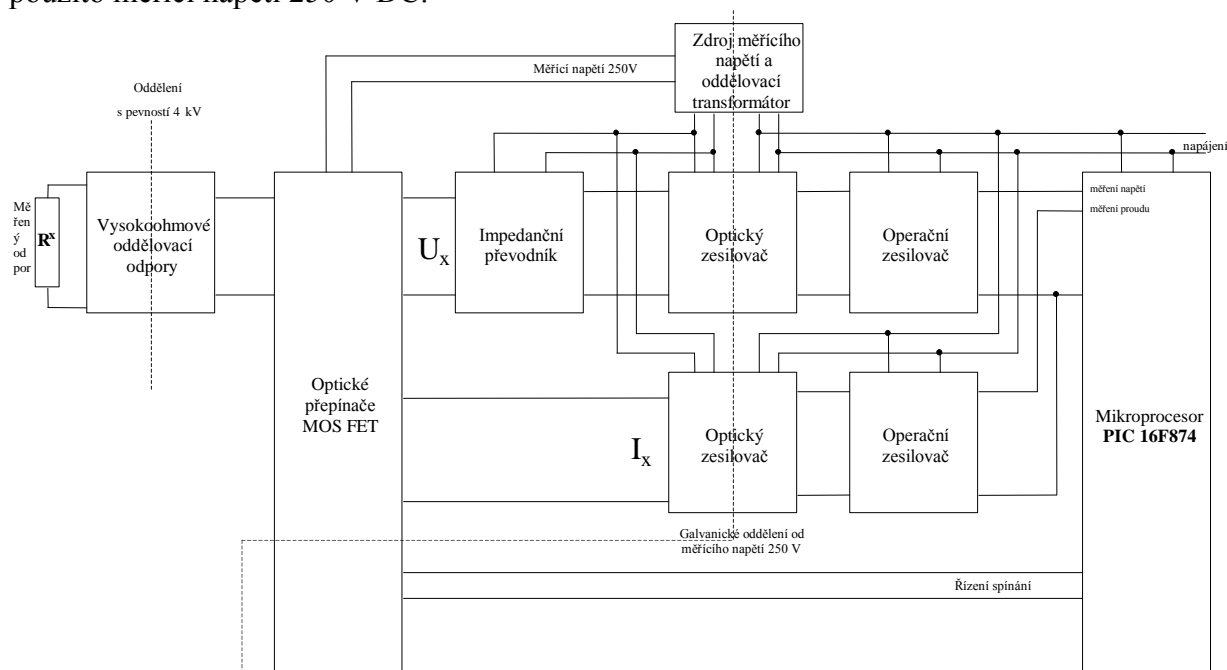 použito měřící napětí 250 V DC.
Zdroj měřícího
napětí a
oddělovací
transformátor
Měřící napětí 250V
Oddělení
s pevností 4 kV
napájení
Mě
řen
ý
od
por
Rx
Vysokoohmové
oddělovací
odpory
Ux
Impedanční
převodník
Optický
zesilovač
Operační
zesilovač
měření napětí
měření proudu
Optické
přepínače
MOS FET
Ix
Optický
zesilovač
Operační
zesilovač
Mikroprocesor
PIC 16F874
Galvanické oddělení od
měřícího napětí 250 V
Řízení spínání